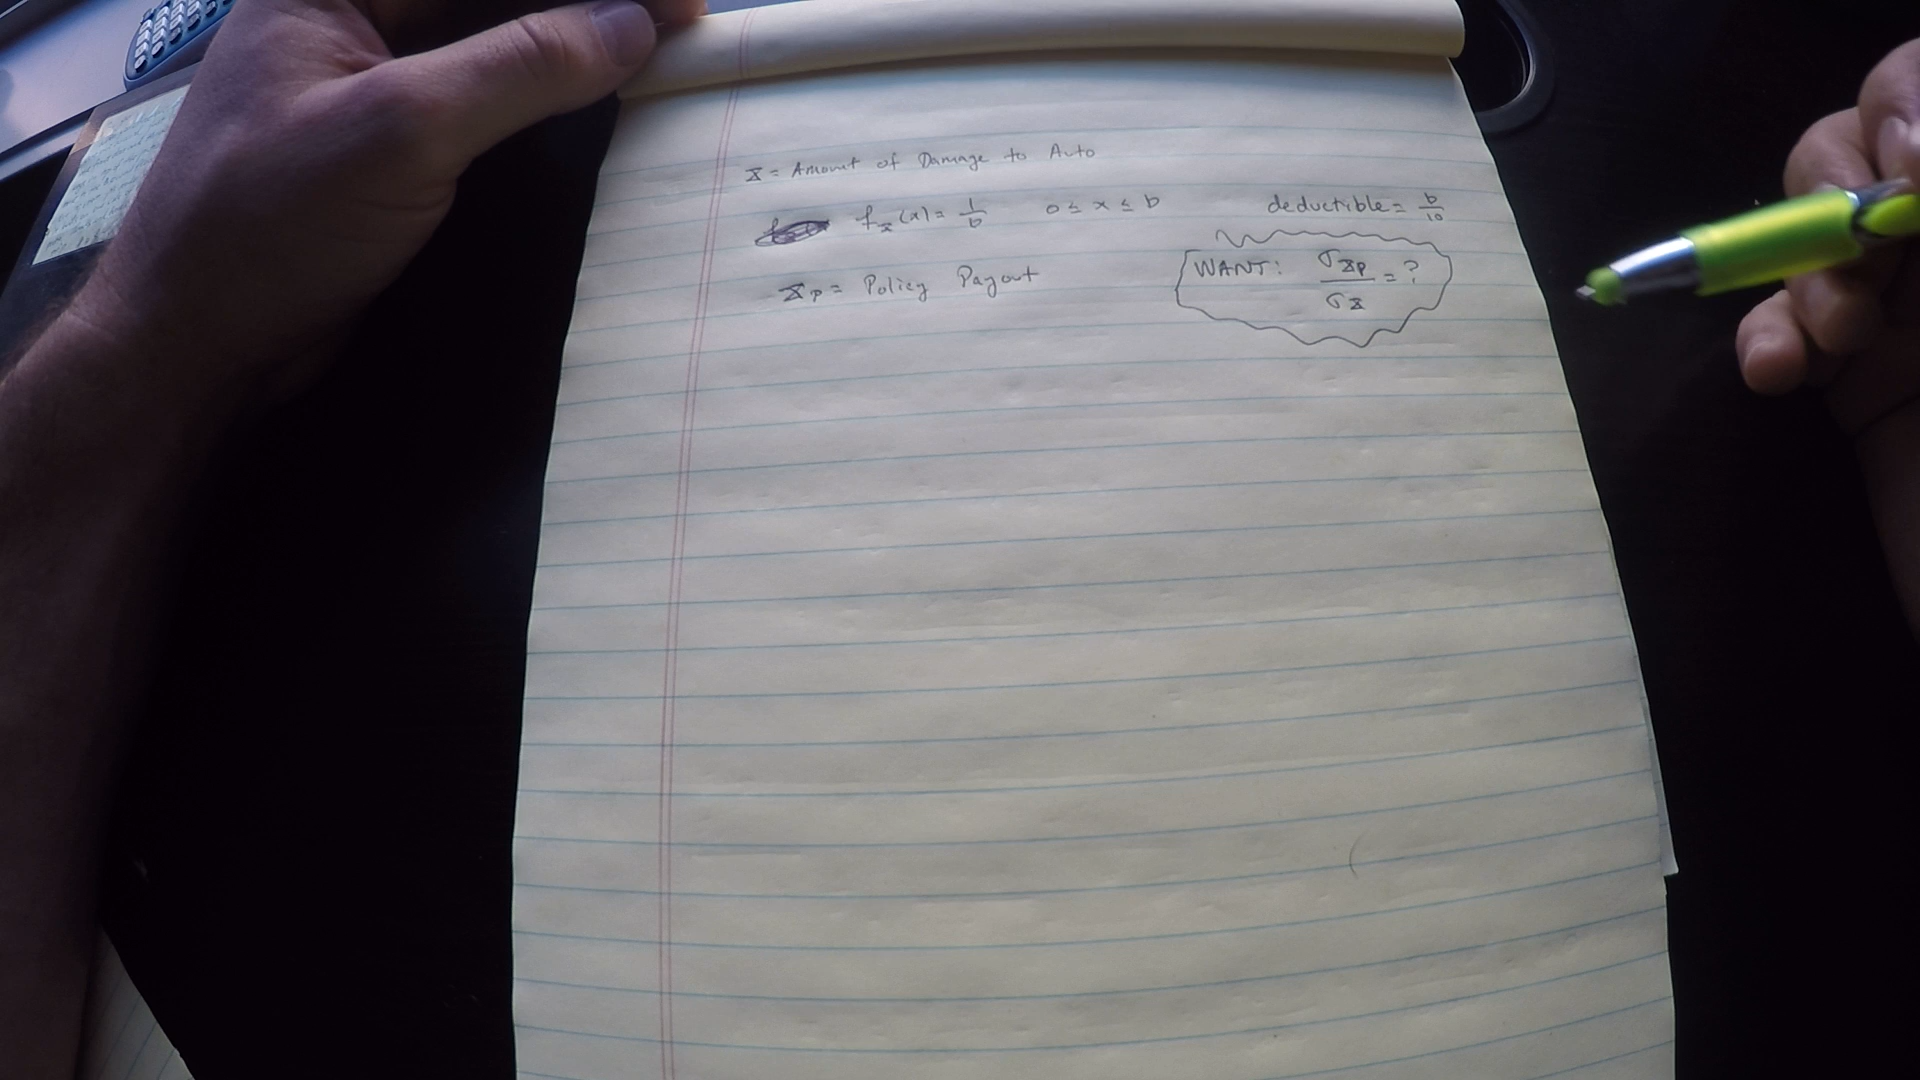 X = Amount of Damage to Auto
f_X(x) = 1/b 0 ≤ x ≤ b deductible = b/10
X_P = Policy Payout
WANT: σ_XP / σ_X = ?